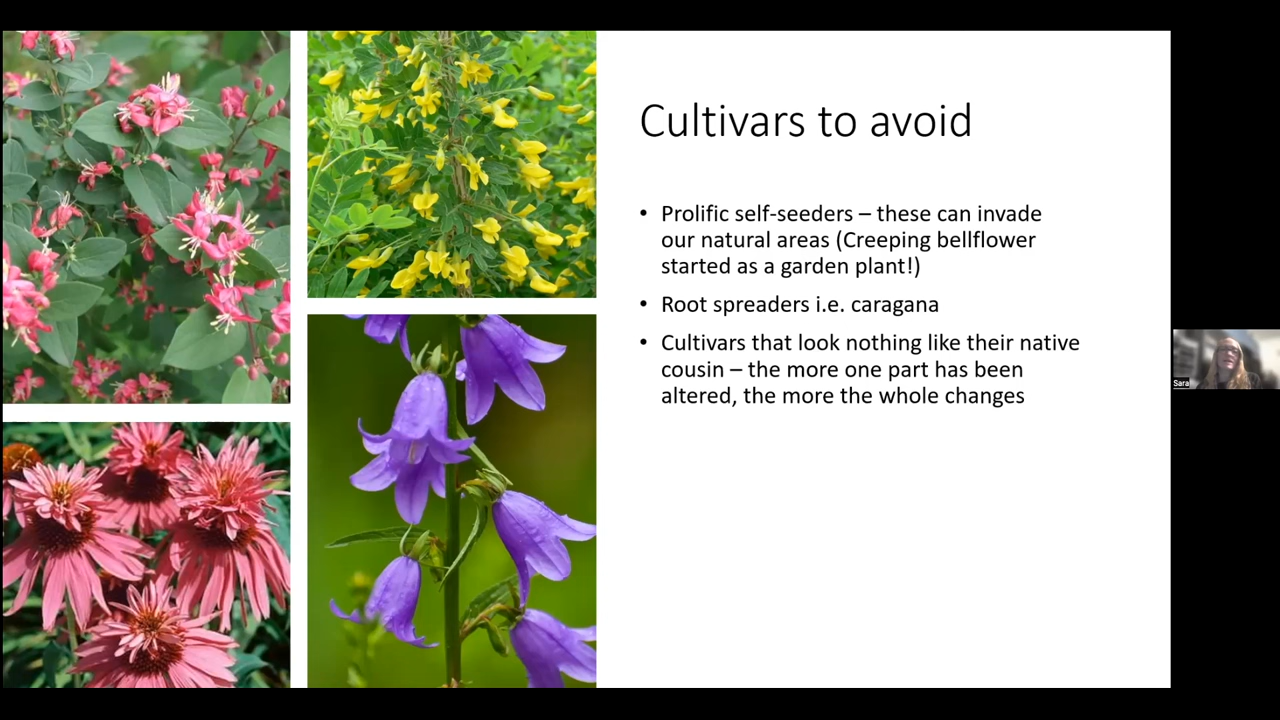 Cultivars to avoid
• Prolific self-seeders – these can invade
our natural areas (Creeping bellflower
started as a garden plant!)
• Root spreaders i.e. caragana
• Cultivars that look nothing like their native
cousin – the more one part has been
altered, the more the whole changes
Sara